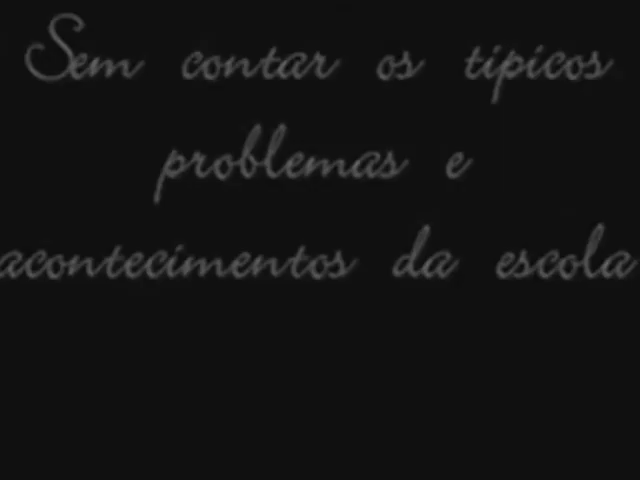 Sem contar os tipicos
problemas e
acontecimentos da escola